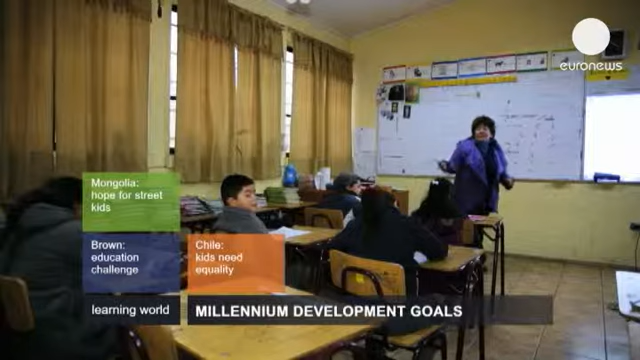 euronews
Mongolia:
hope for street
kids
Brown:
education
challenge
Chile:
kids need
equality
learning world
MILLENNIUM DEVELOPMENT GOALS